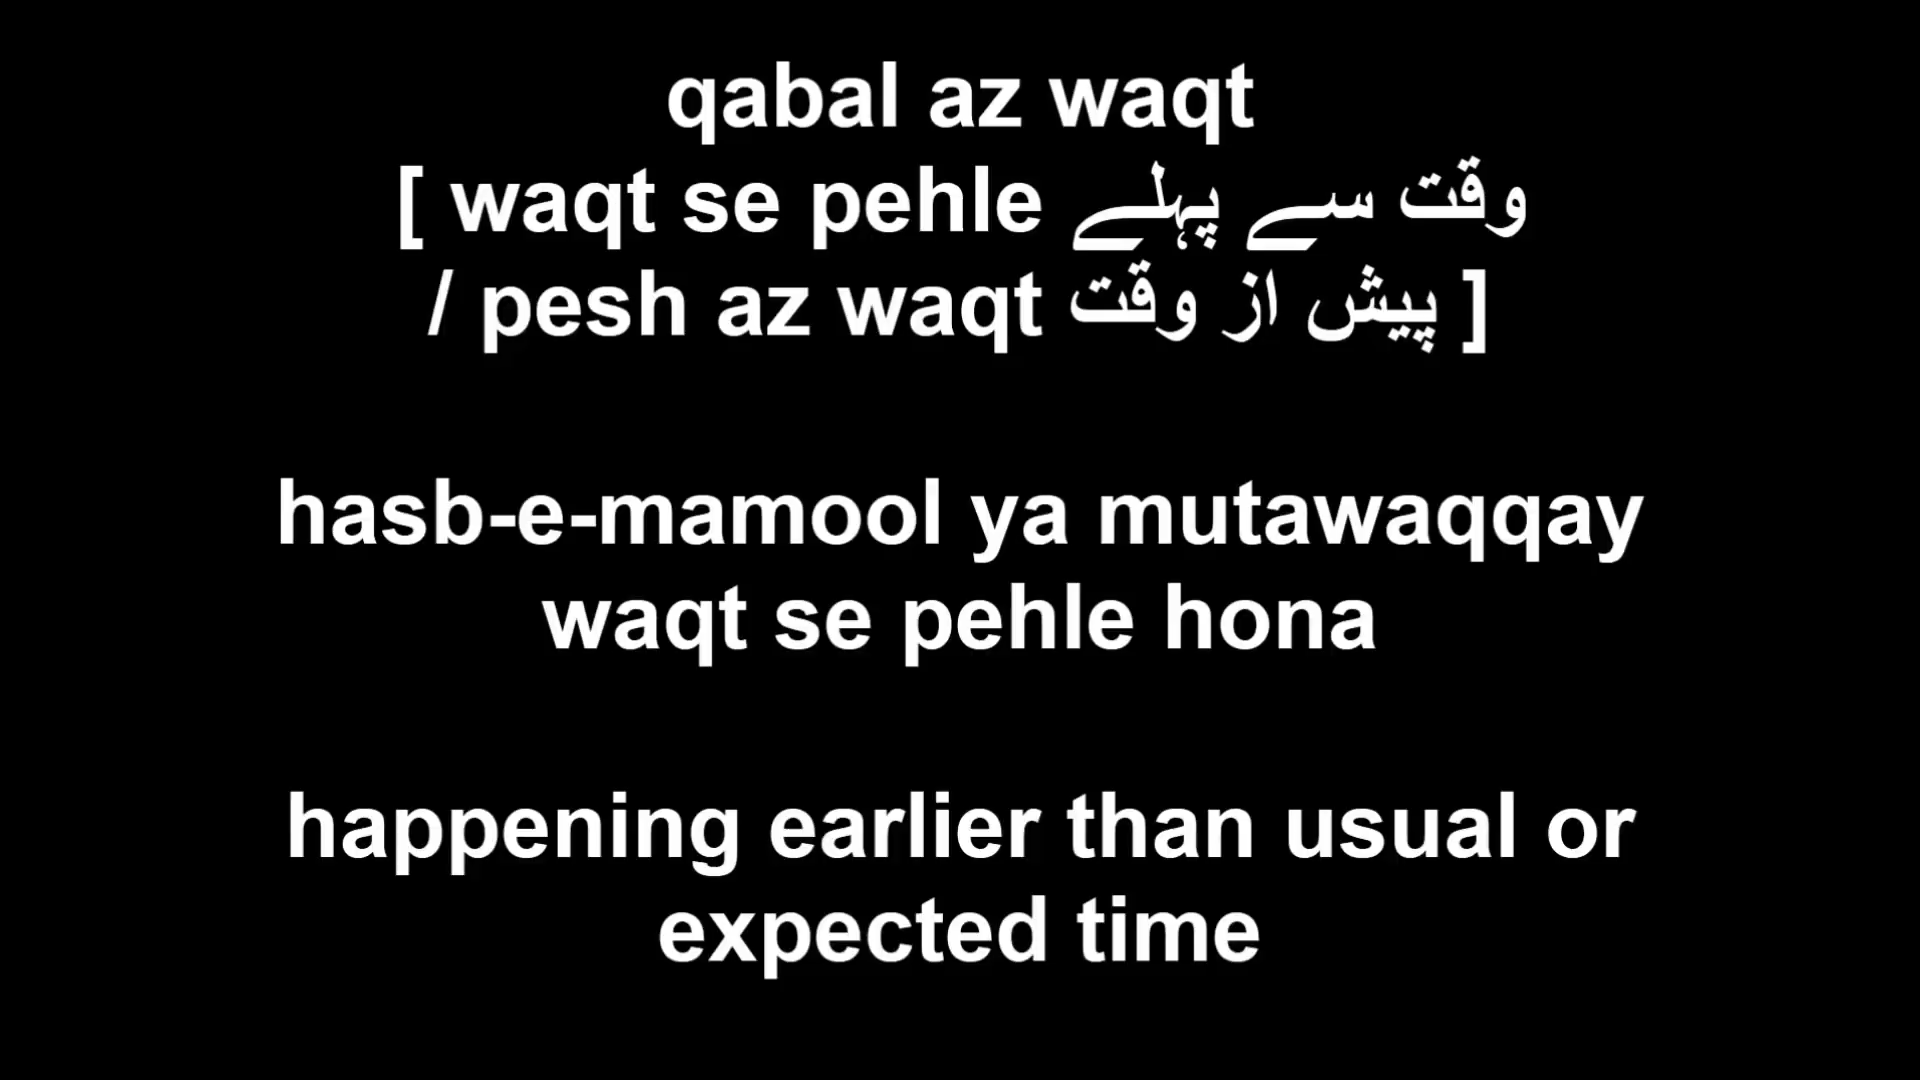 qabal az waqt
[ waqt se pehle وقت سے پہلے
/ pesh az waqt پیش از وقت ]
hasb-e-mamool ya mutawaqqay
waqt se pehle hona
happening earlier than usual or
expected time